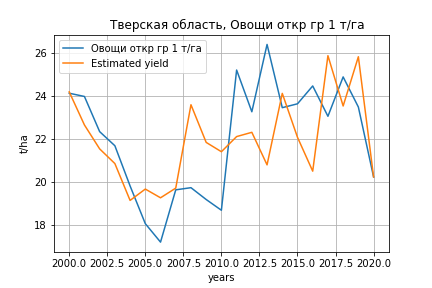 Тверская область, Овощи откр гр 1 т/га
Овощи откр гр 1 т/га
Estimated yield
26
24
22
20
18
t/ha
2000.0 2002.5 2005.0 2007.5 2010.0 2012.5 2015.0 2017.5 2020.0
years